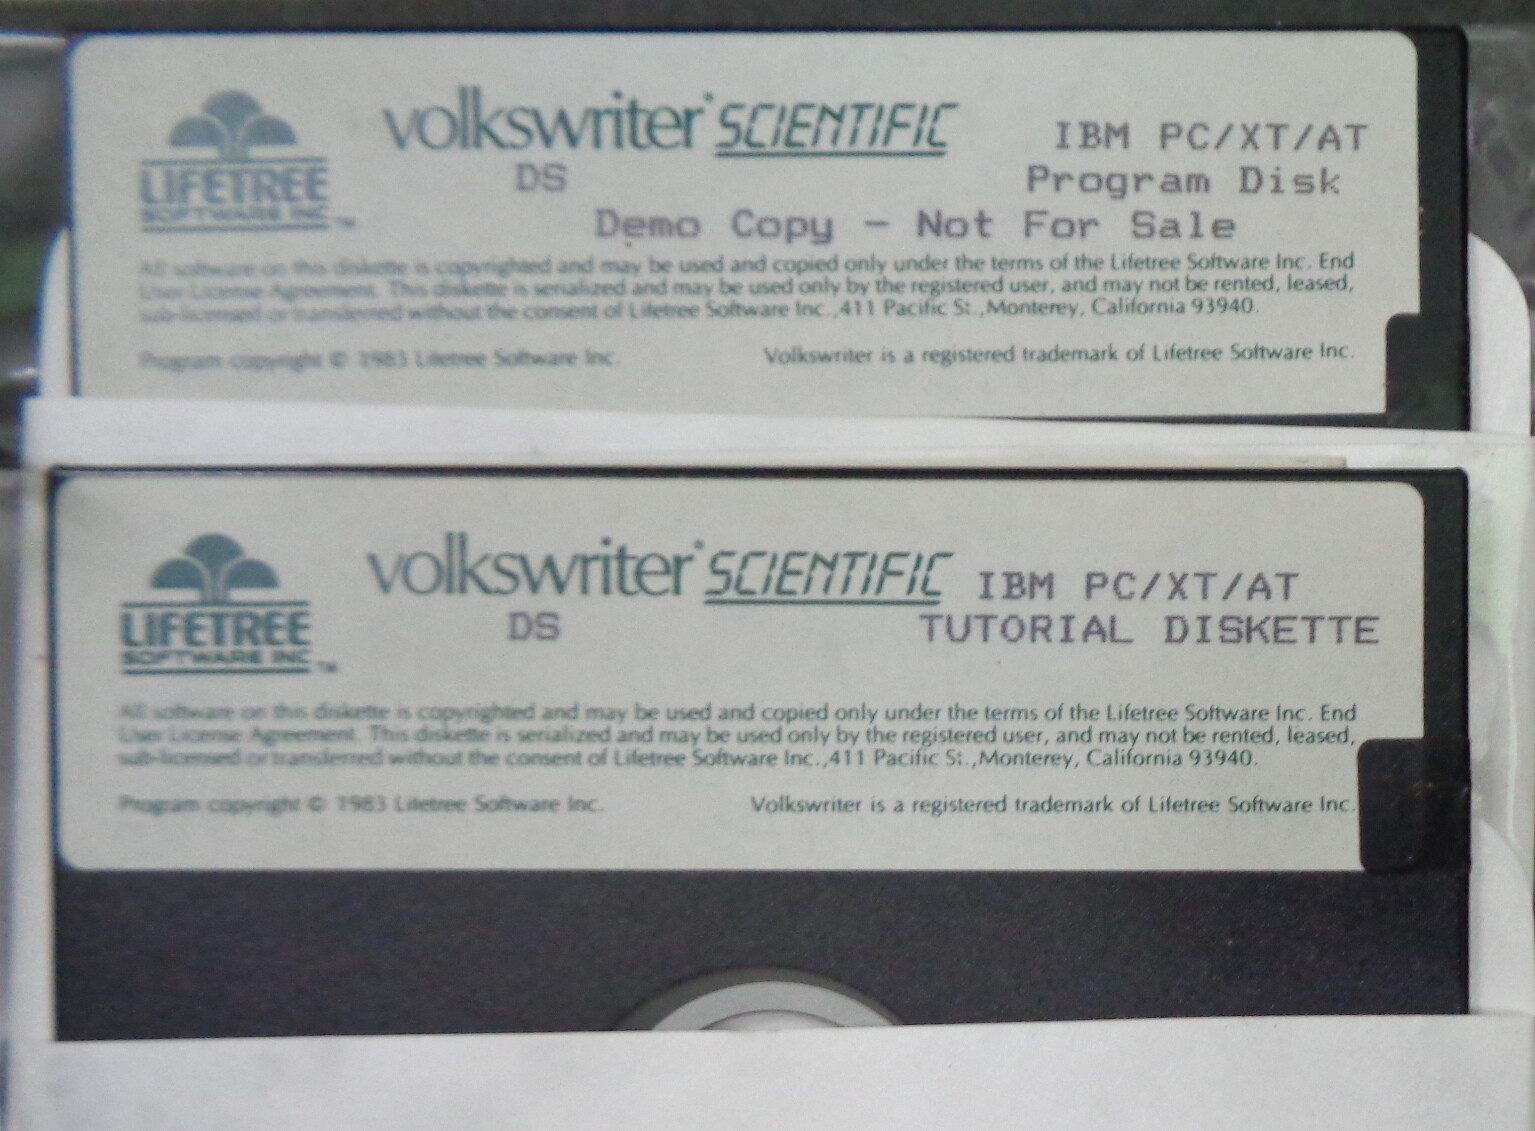 volkswriter® SCIENTIFIC IBM PC/XT/AT
LIFETREE DS Program Disk
SOFTWARE INC™ Demo Copy - Not For Sale
All software on this diskette is copyrighted and may be used and copied only under the terms of the Lifetree Software Inc. End
User License Agreement. This diskette is serialized and may be used only by the registered user, and may not be rented, leased,
sub-licensed or transferred without the consent of Lifetree Software Inc.,411 Pacific St.,Monterey, California 93940.
Program copyright © 1983 Lifetree Software Inc. Volkswriter is a registered trademark of Lifetree Software Inc.
volkswriter® SCIENTIFIC IBM PC/XT/AT
LIFETREE DS TUTORIAL DISKETTE
SOFTWARE INC™
All software on this diskette is copyrighted and may be used and copied only under the terms of the Lifetree Software Inc. End
User License Agreement. This diskette is serialized and may be used only by the registered user, and may not be rented, leased,
sub-licensed or transferred without the consent of Lifetree Software Inc.,411 Pacific St.,Monterey, California 93940.
Program copyright © 1983 Lifetree Software Inc. Volkswriter is a registered trademark of Lifetree Software Inc.